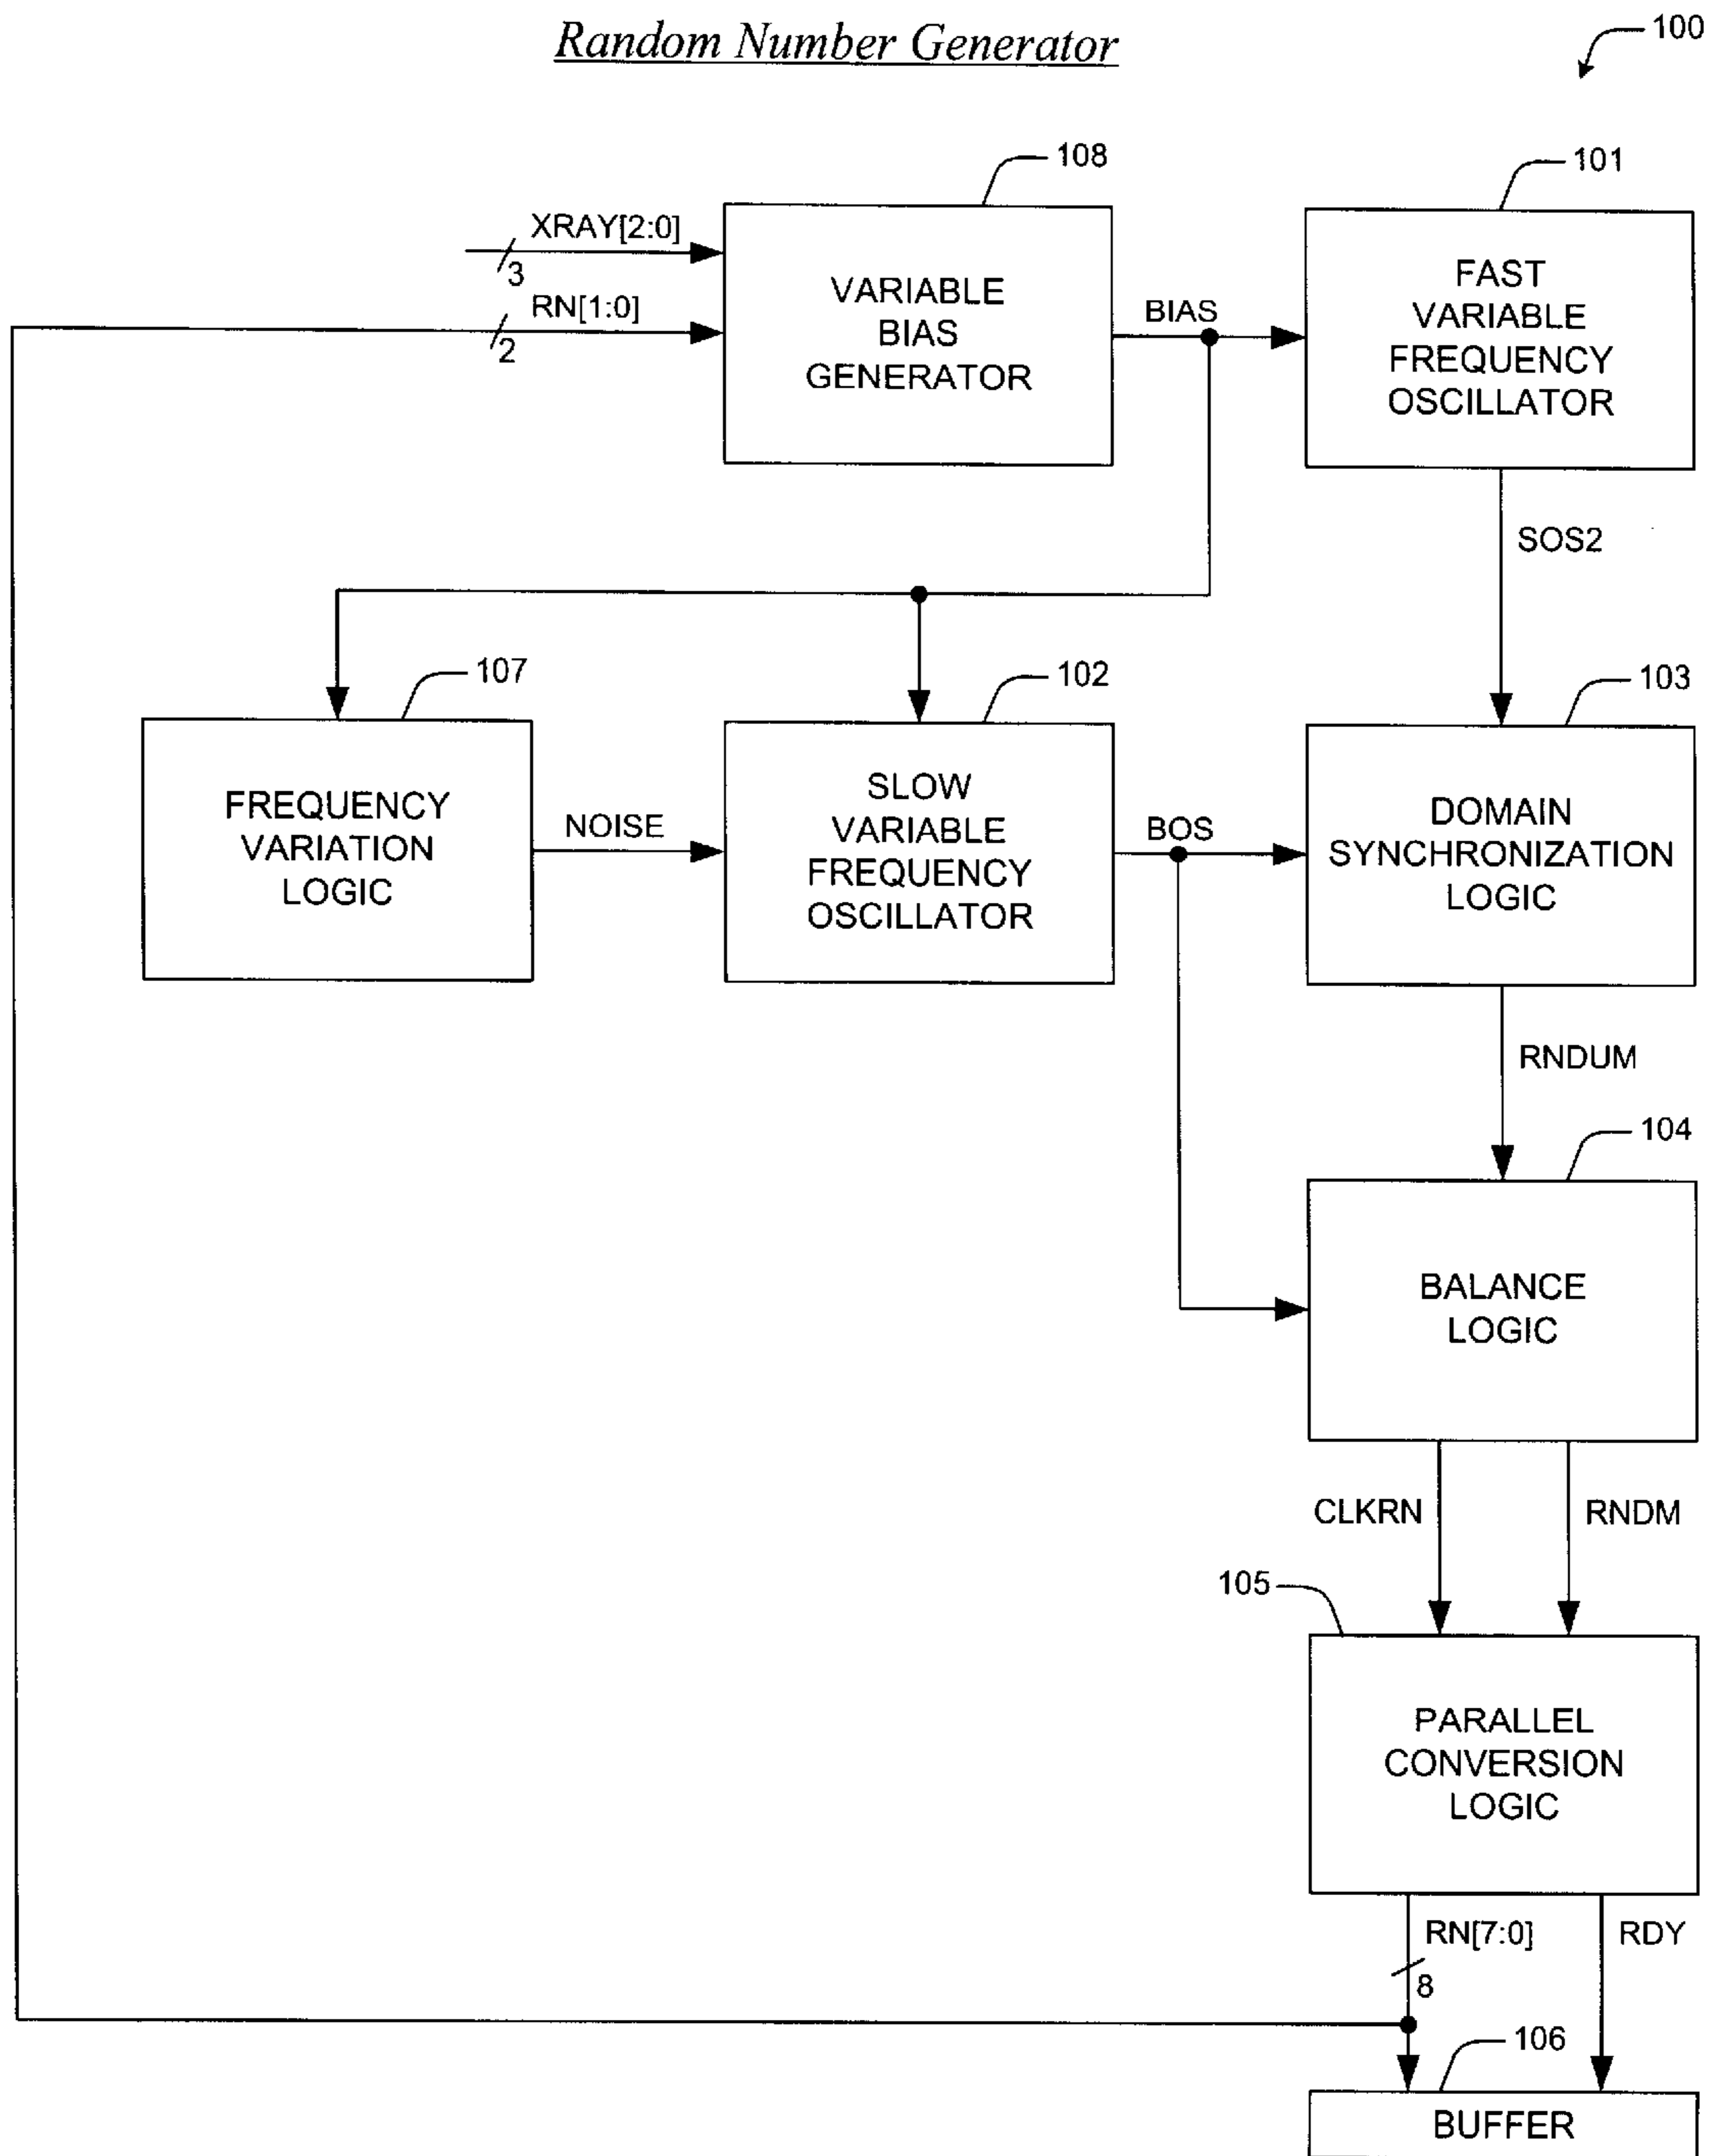 Random Number Generator
100
108
101
XRAY[2:0]
3
RN[1:0]
2
VARIABLE
BIAS
GENERATOR
BIAS
FAST
VARIABLE
FREQUENCY
OSCILLATOR
SOS2
107
102
103
FREQUENCY
VARIATION
LOGIC
NOISE
SLOW
VARIABLE
FREQUENCY
OSCILLATOR
BOS
DOMAIN
SYNCHRONIZATION
LOGIC
RNDUM
104
BALANCE
LOGIC
CLKRN
RNDM
105
PARALLEL
CONVERSION
LOGIC
RN[7:0]
RDY
8
106
BUFFER